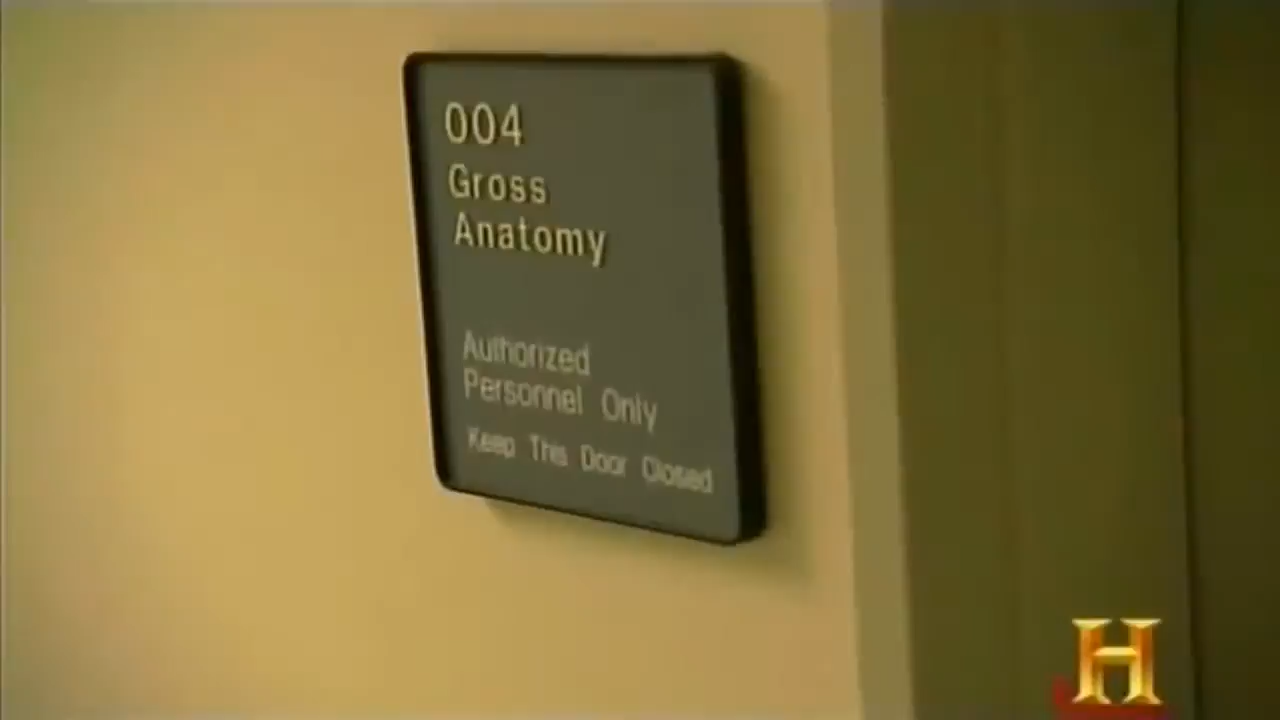 004
Gross
Anatomy
Authorized
Personnel Only
Keep This Door Closed
H